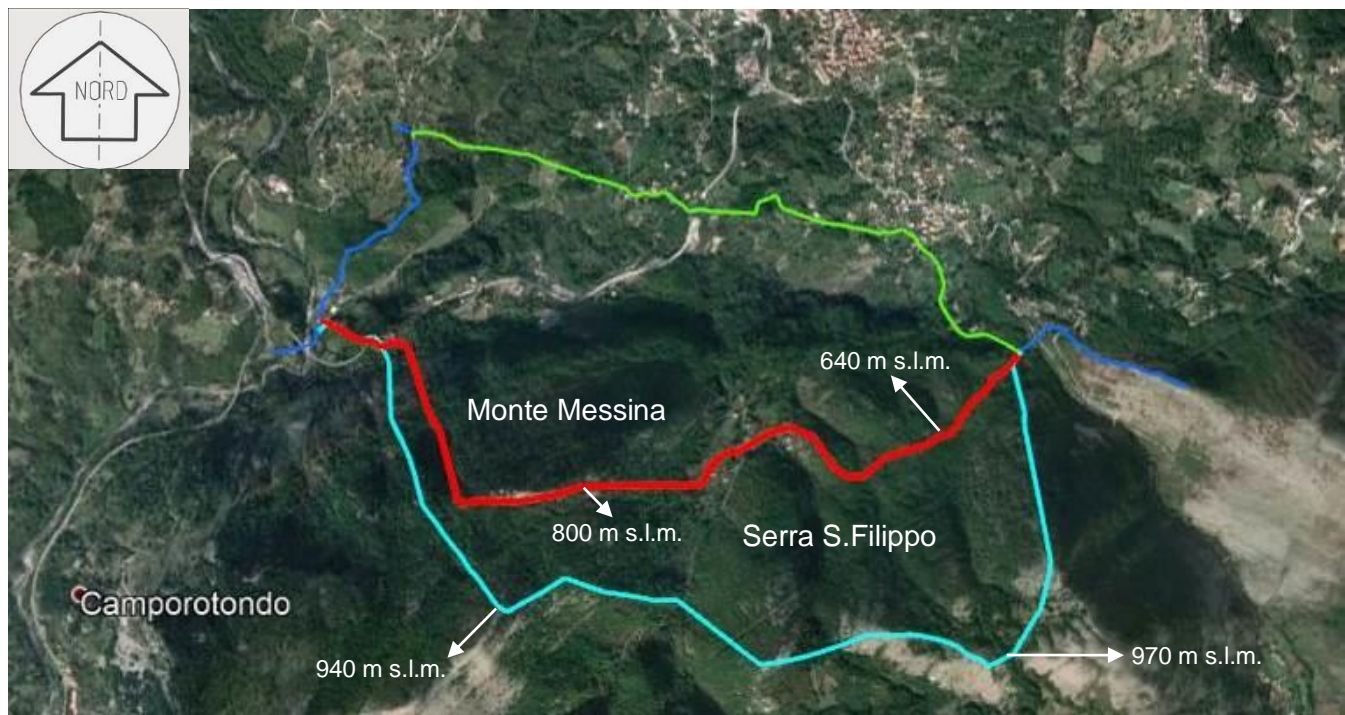 NORD
640 m s.l.m.
Monte Messina
800 m s.l.m.
Serra S.Filippo
Camporotondo
940 m s.l.m.
970 m s.l.m.